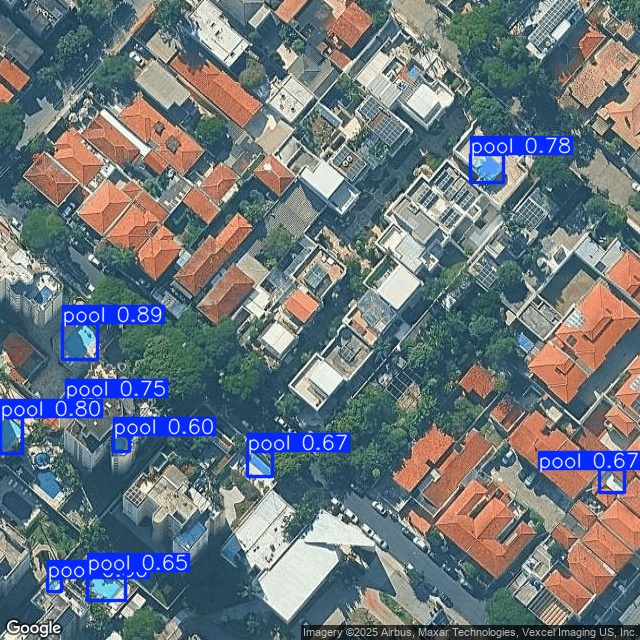 pool 0.78
pool 0.89
pool 0.75
pool 0.80
pool 0.60
pool 0.67
pool 0.67
pool 0.65
Google
Imagery ©2025 Airbus, Maxar Technologies, Vexcel Imaging US, Inc.